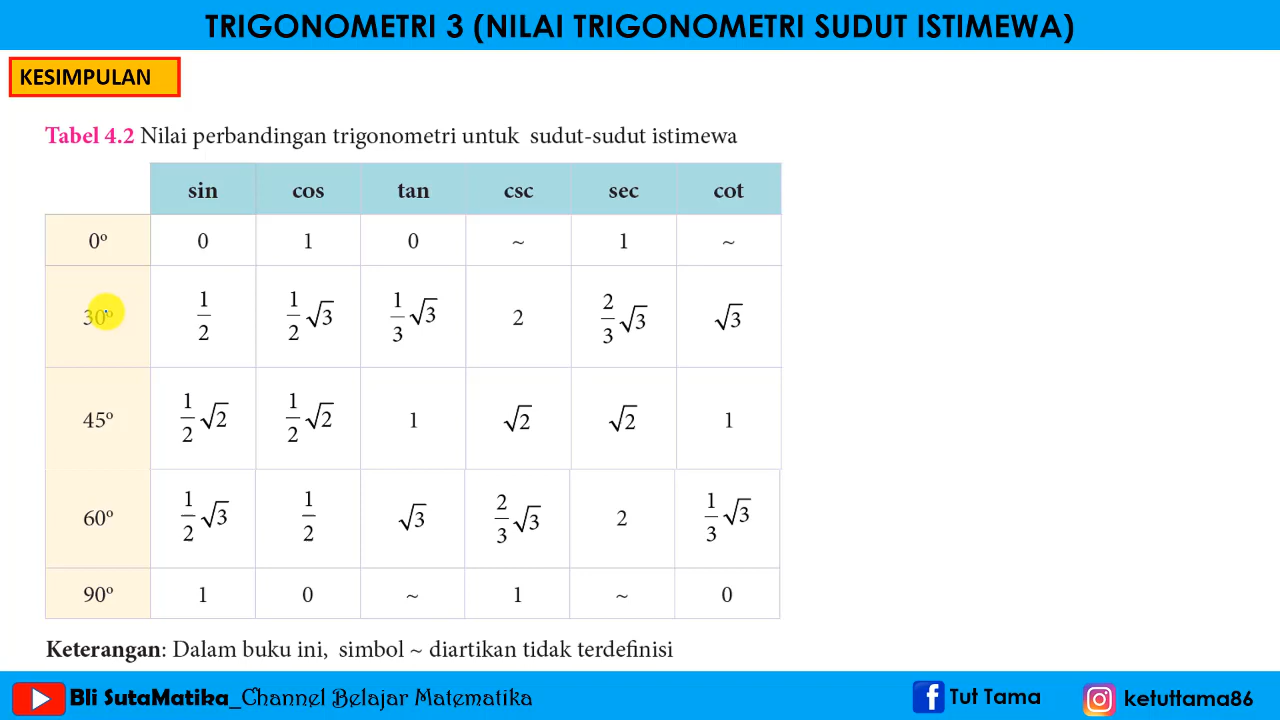 TRIGONOMETRI 3 (NILAI TRIGONOMETRI SUDUT ISTIMEWA)
KESIMPULAN
Tabel 4.2 Nilai perbandingan trigonometri untuk sudut-sudut istimewa
sin cos tan csc sec cot
0º 0 1 0 ~ 1 ~
30º 1/2 1/2√3 1/3√3 2 2/3√3 √3
45º 1/2√2 1/2√2 1 √2 √2 1
60º 1/2√3 1/2 √3 2/3√3 2 1/3√3
90º 1 0 ~ 1 ~ 0
Keterangan: Dalam buku ini, simbol ~ diartikan tidak terdefinisi
Bli SutaMatika_Channel Belajar Matematika
Tut Tama
ketuttama86